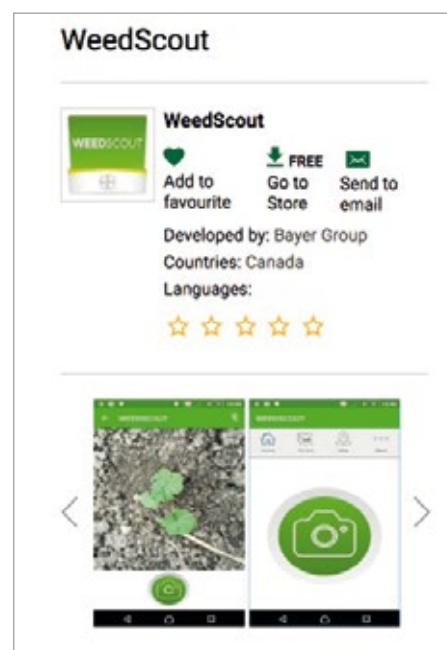 WeedScout
WEEDSCOUT
WeedScout
Add to
favourite
FREE
Go to
Store
Send to
email
Developed by: Bayer Group
Countries: Canada
Languages:
WEEDSCOUT
WEEDSCOUT